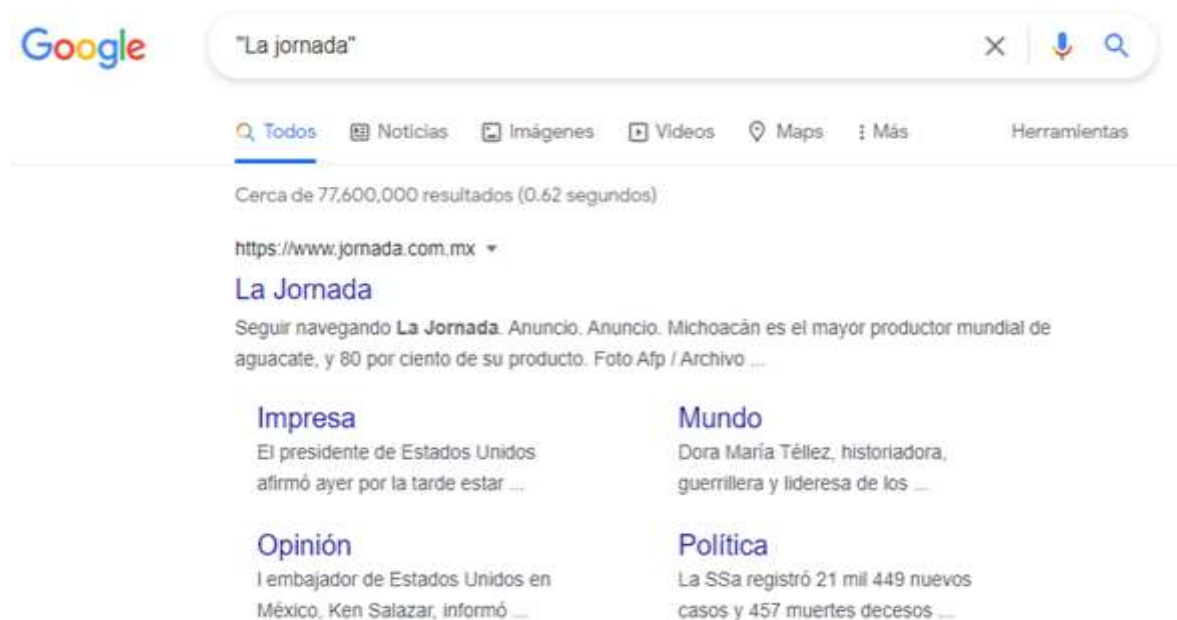 Google
"La jornada"
Todos Noticias Imágenes Videos Maps Más Herramientas
Cerca de 77,600,000 resultados (0.62 segundos)
https://www.jornada.com.mx
La Jornada
Seguir navegando La Jornada. Anuncio. Anuncio. Michoacán es el mayor productor mundial de
aguacate, y 80 por ciento de su producto. Foto Afp / Archivo ...
Impresa
El presidente de Estados Unidos
afirmó ayer por la tarde estar ...
Mundo
Dora María Téllez, historiadora,
guerrillera y lideresa de los ...
Opinión
l embajador de Estados Unidos en
México, Ken Salazar, informó ...
Política
La SSa registró 21 mil 449 nuevos
casos y 457 muertes decesos ...